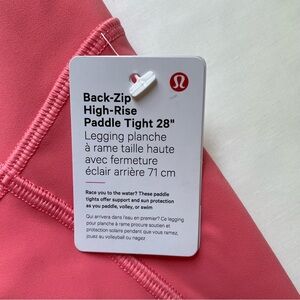 Back-Zip
High-Rise
Paddle Tight 28"
Legging planche
à rame taille haute
avec fermeture
éclair arrière 71 cm
Race you to the water? These paddle
tights offer support and sun protection
as you paddle, volley, or swim
Qui arrivera dans l'eau en premier? Ce legging
pour planche à rame procure soutien et
protection solaire pendant que vous ramez,
jouez au volleyball ou nagez